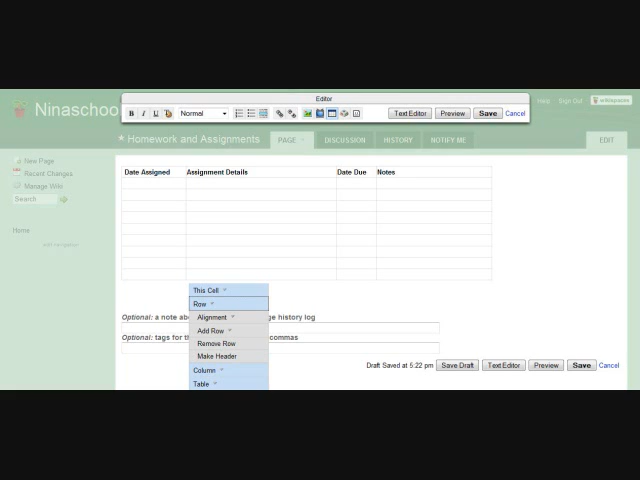 Editor
Ninaschoo
B I U Normal Text Editor Preview Save Cancel
Help Sign Out wikispaces
Homework and Assignments PAGE DISCUSSION HISTORY NOTIFY ME EDIT
New Page
Recent Changes
Manage Wiki
Search
Home
Date Assigned Assignment Details Date Due Notes
This Cell
Row
Alignment
Add Row
Remove Row
Make Header
Column
Table
Optional: a note abo ge history log
Optional: tags for th commas
Draft Saved at 5:22 pm Save Draft Text Editor Preview Save Cancel